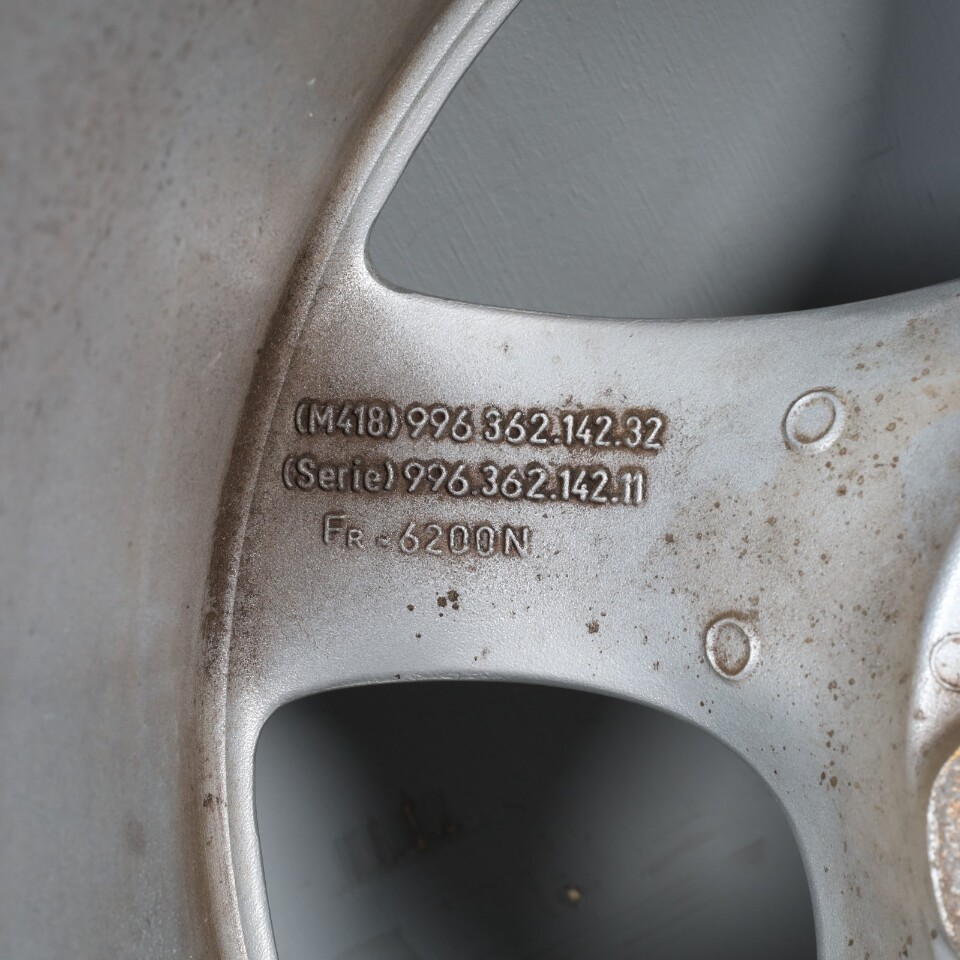 (M418) 996 362.142.32
(Serie) 996.362.142.11
FR = 6200N